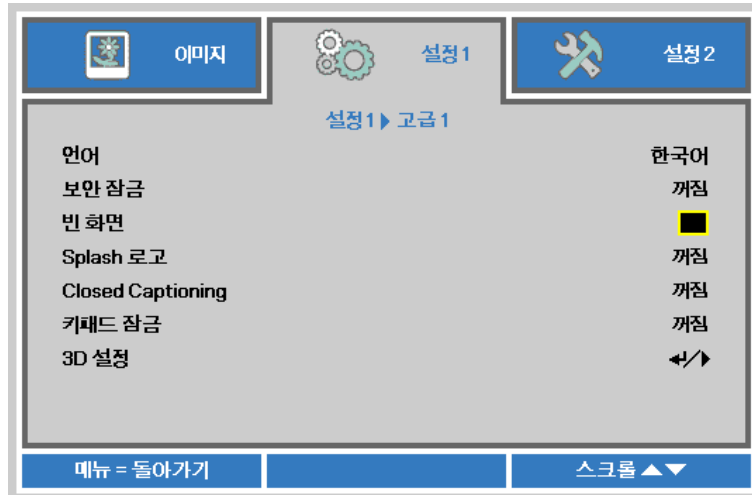 이미지 설정 1 설정 2
설정 1 ▶ 고급 1
언어 한국어
보안 잠금 꺼짐
빈 화면
Splash 로고 꺼짐
Closed Captioning 꺼짐
키패드 잠금 꺼짐
3D 설정 ↵/▶
메뉴 = 돌아가기 스크롤 ▲▼